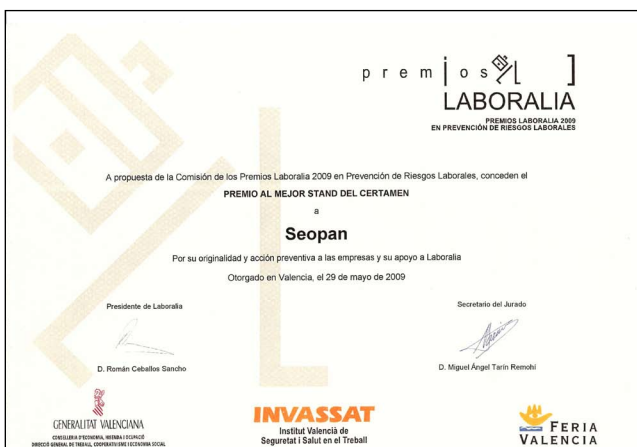 premios
LABORALIA
PREMIOS LABORALIA 2009
EN PREVENCIÓN DE RIESGOS LABORALES
A propuesta de la Comisión de los Premios Laboralia 2009 en Prevención de Riesgos Laborales, conceden el
PREMIO AL MEJOR STAND DEL CERTAMEN
a
Seopan
Por su originalidad y acción preventiva a las empresas y su apoyo a Laboralia
Otorgado en Valencia, el 29 de mayo de 2009
Presidente de Laboralia
Secretario del Jurado
D. Román Ceballos Sancho
D. Miguel Ángel Tarín Remohí
GENERALITAT VALENCIANA
CONSELLERIA D'ECONOMIA, HISENDA I OCUPACIÓ
DIRECCIÓ GENERAL DE TREBALL, COOPERATIVISME I ECONOMIA SOCIAL
INVASSAT
Institut Valencià de
Seguretat i Salut en el Treball
FERIA
VALENCIA